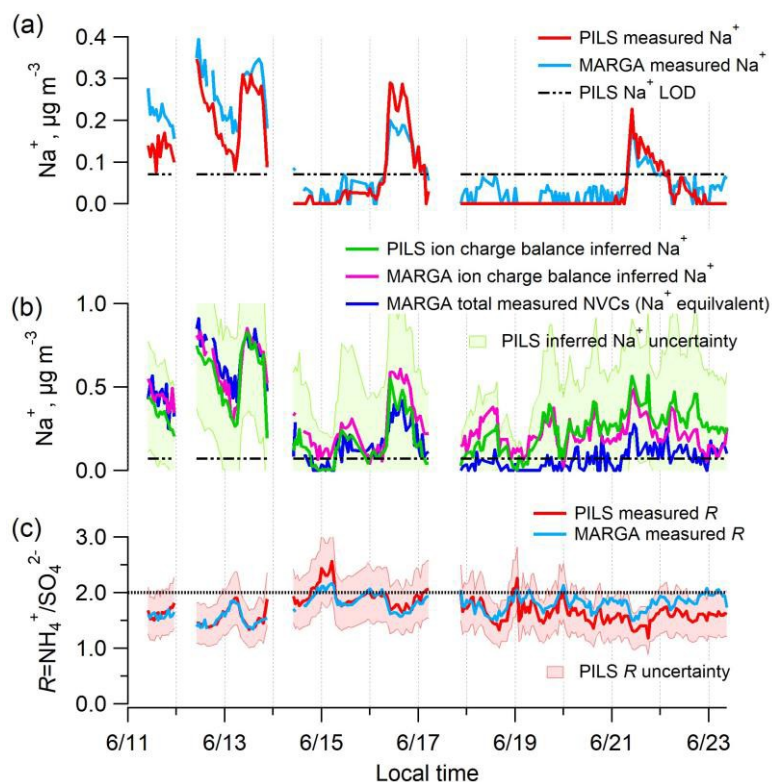 (a)
PILS measured Na⁺
MARGA measured Na⁺
PILS Na⁺ LOD
Na⁺, µg m⁻³
0.4
0.3
0.2
0.1
0.0
PILS ion charge balance inferred Na⁺
MARGA ion charge balance inferred Na⁺
MARGA total measured NVCs (Na⁺ equilvalent)
PILS inferred Na⁺ uncertainty
(b)
Na⁺, µg m⁻³
1.0
0.5
0.0
(c)
PILS measured R
MARGA measured R
PILS R uncertainty
R=NH₄⁺/SO₄²⁻
3.0
2.0
1.0
0.0
6/11 6/13 6/15 6/17 6/19 6/21 6/23
Local time